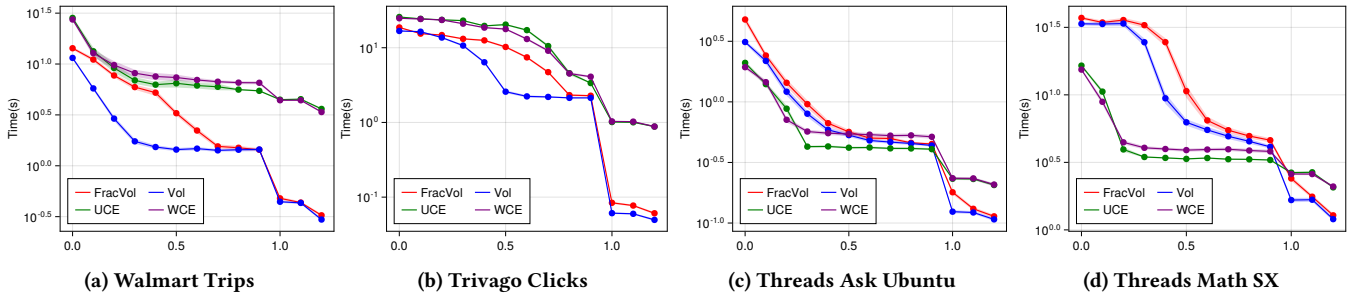 Time(s)
10^1.5
10^1.0
10^0.5
10^0.0
10^-0.5
0.0
0.5
1.0
FracVol
Vol
UCE
WCE
(a) Walmart Trips
Time(s)
10^1
10^0
10^-1
0.0
0.5
1.0
FracVol
Vol
UCE
WCE
(b) Trivago Clicks
Time(s)
10^0.5
10^0.0
10^-0.5
10^-1.0
0.0
0.5
1.0
FracVol
Vol
UCE
WCE
(c) Threads Ask Ubuntu
Time(s)
10^1.5
10^1.0
10^0.5
10^0.0
0.0
0.5
1.0
FracVol
Vol
UCE
WCE
(d) Threads Math SX